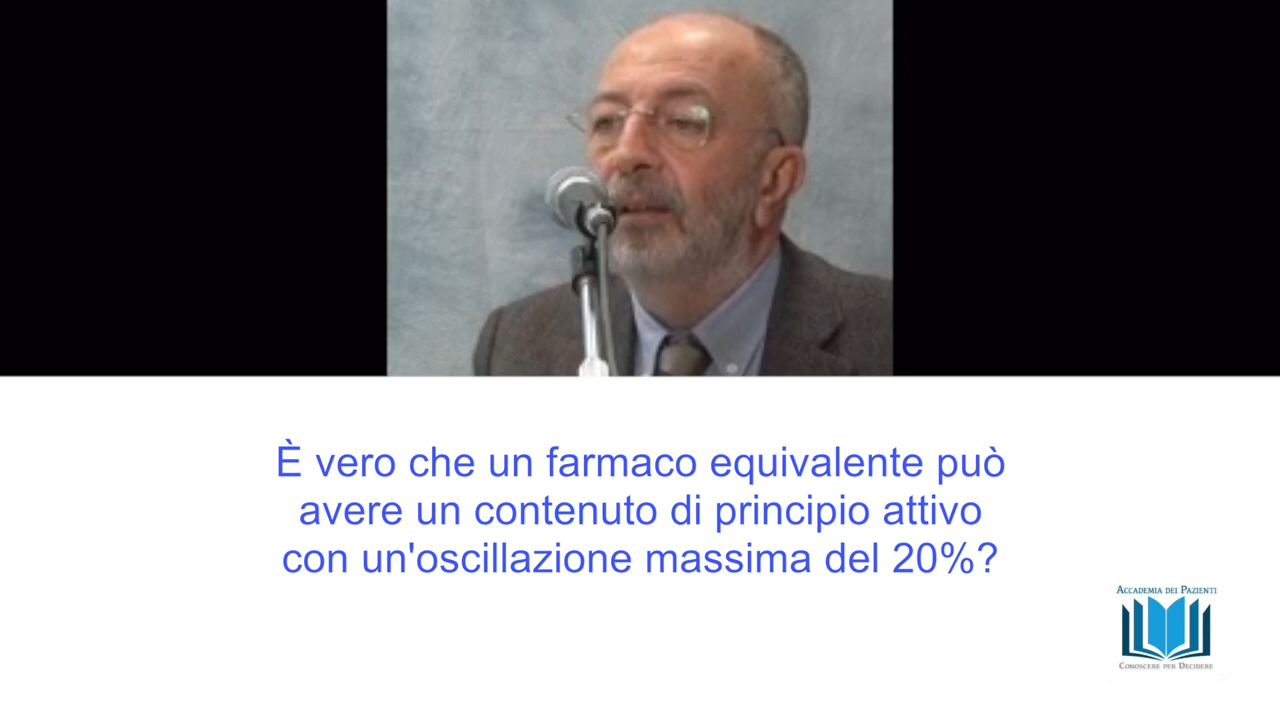 È vero che un farmaco equivalente può
avere un contenuto di principio attivo
con un'oscillazione massima del 20%?
ACCADEMIA DEI PAZIENTI
CONOSCERE PER DECIDERE